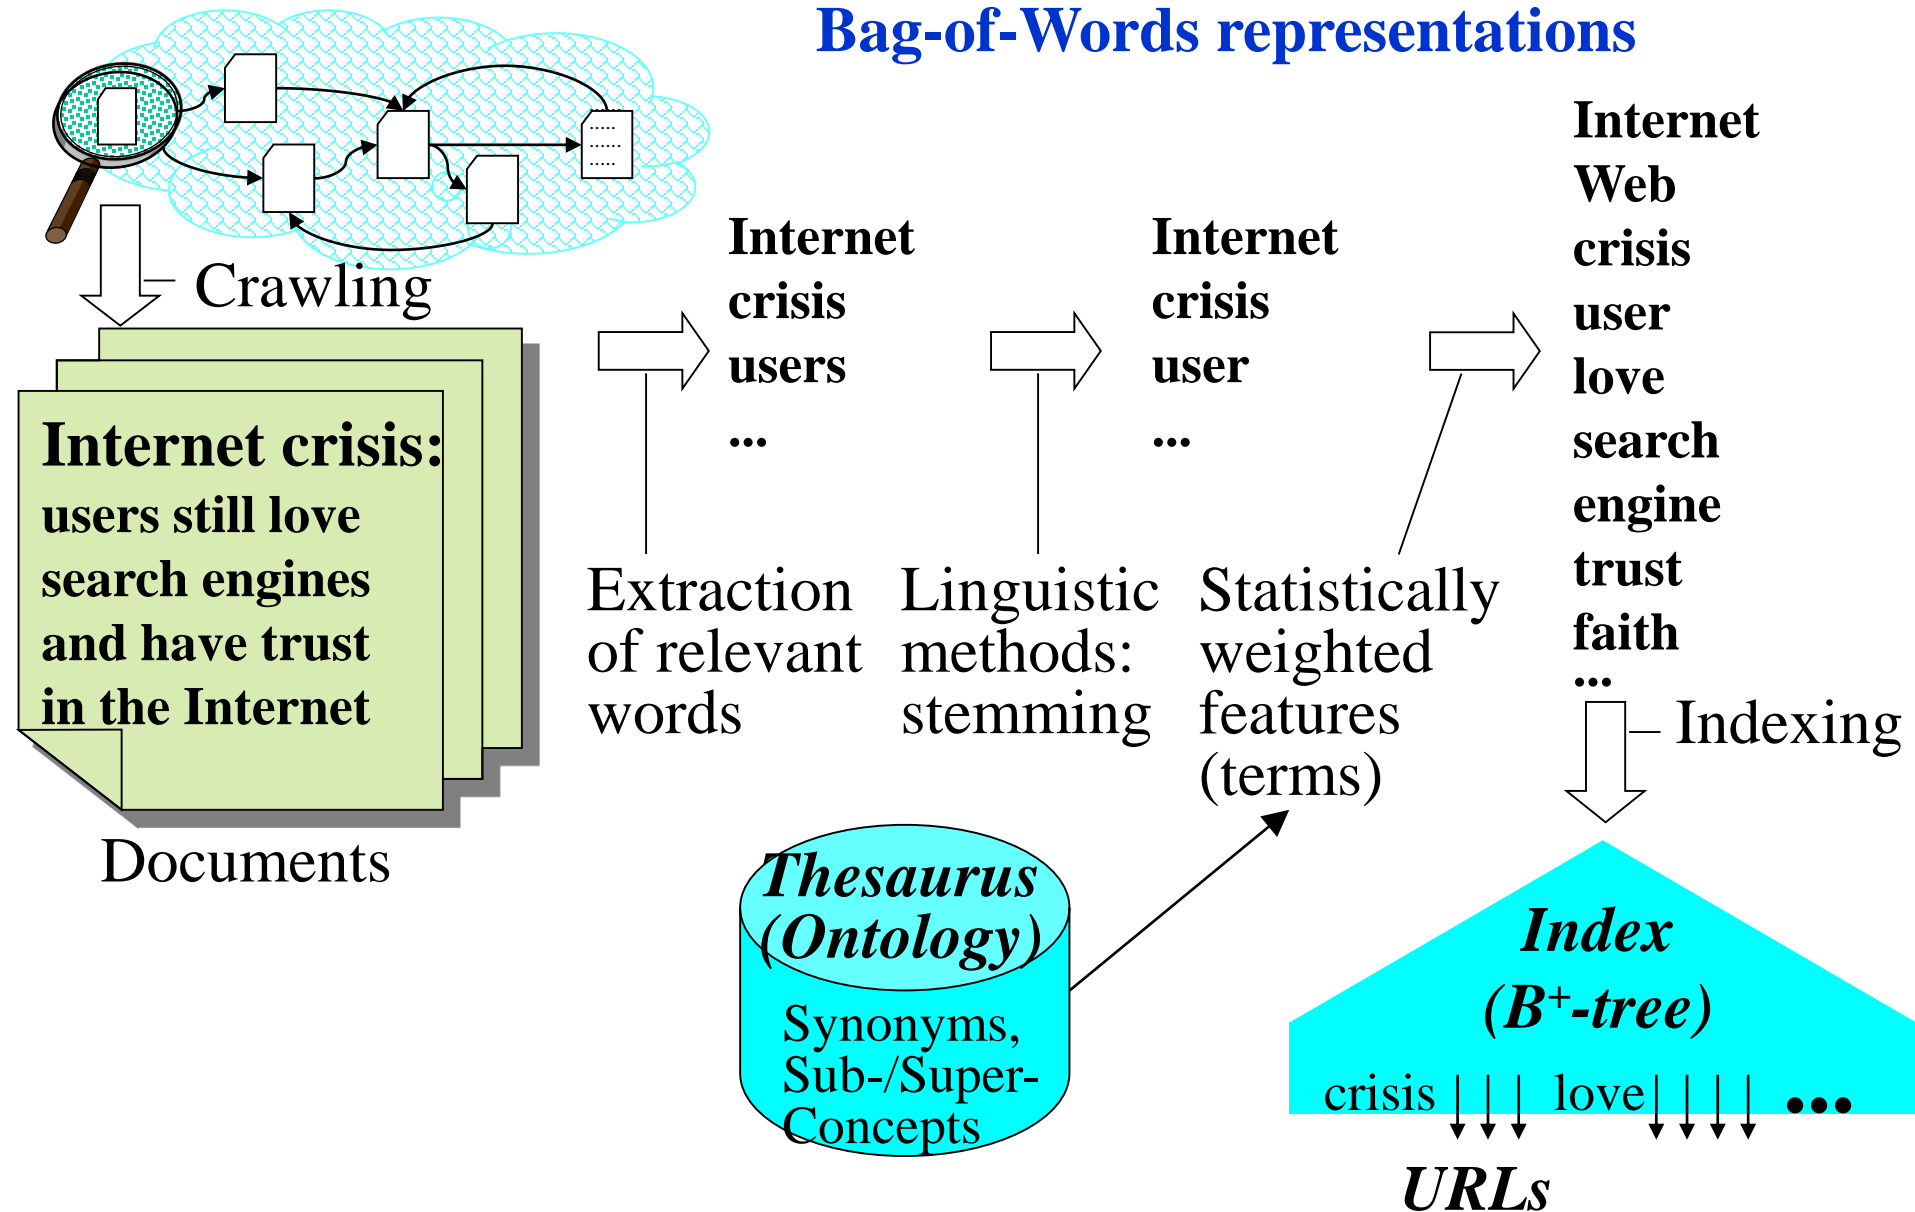 Bag-of-Words representations
Crawling
Internet crisis:
users still love
search engines
and have trust
in the Internet
Documents
Internet
crisis
users
...
Extraction
of relevant
words
Internet
crisis
user
...
Linguistic
methods:
stemming
Statistically
weighted
features
(terms)
Internet
Web
crisis
user
love
search
engine
trust
faith
...
Indexing
Thesaurus
(Ontology)
Synonyms,
Sub-/Super-
Concepts
Index
(B+-tree)
crisis love ...
URLs